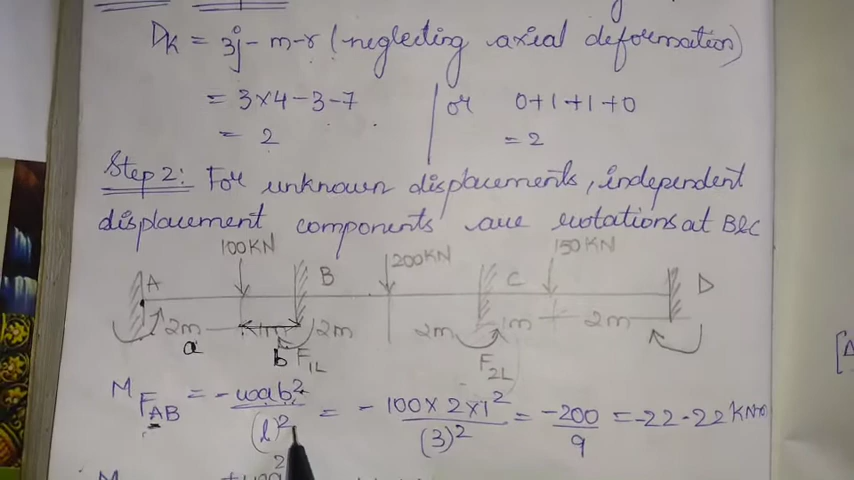 Dk = 3j - m - r (neglecting axial deformation)
= 3×4 - 3 - 7 or 0+1+1+0
= 2 = 2
Step 2: For unknown displacements, independent
displacement components are rotations at B&C
100KN 200KN 150KN
A B C D
2m 1m 2m 2m 1m 2m
a b F1L F2L
MFAB = -wab² / (l)² = -100×2×1² / (3)² = -200 / 9 = -22.22 KNm